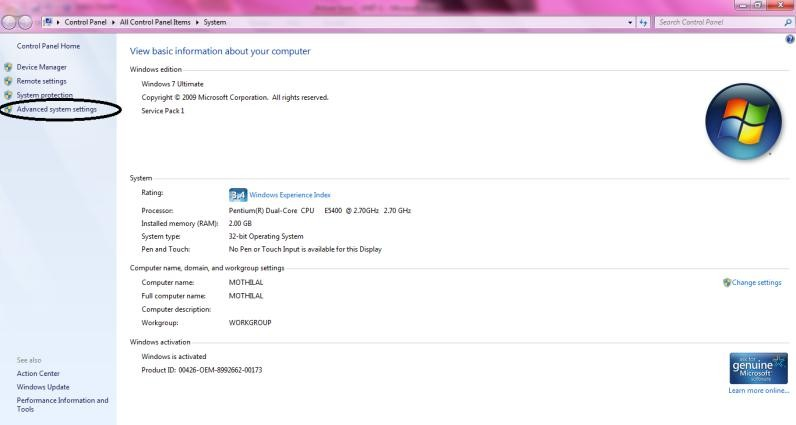 Control Panel ▸ All Control Panel Items ▸ System
Search Control Panel
Control Panel Home
Device Manager
Remote settings
System protection
Advanced system settings
See also
Action Center
Windows Update
Performance Information and
Tools
View basic information about your computer
Windows edition
Windows 7 Ultimate
Copyright © 2009 Microsoft Corporation. All rights reserved.
Service Pack 1
System
Rating: 3.4 Windows Experience Index
Processor: Pentium(R) Dual-Core CPU E5400 @ 2.70GHz 2.70 GHz
Installed memory (RAM): 2.00 GB
System type: 32-bit Operating System
Pen and Touch: No Pen or Touch Input is available for this Display
Computer name, domain, and workgroup settings
Computer name: MOTHILAL
Change settings
Full computer name: MOTHILAL
Computer description:
Workgroup: WORKGROUP
Windows activation
Windows is activated
Product ID: 00426-OEM-8992662-00173
ask for
genuine
Microsoft
software
Learn more online...